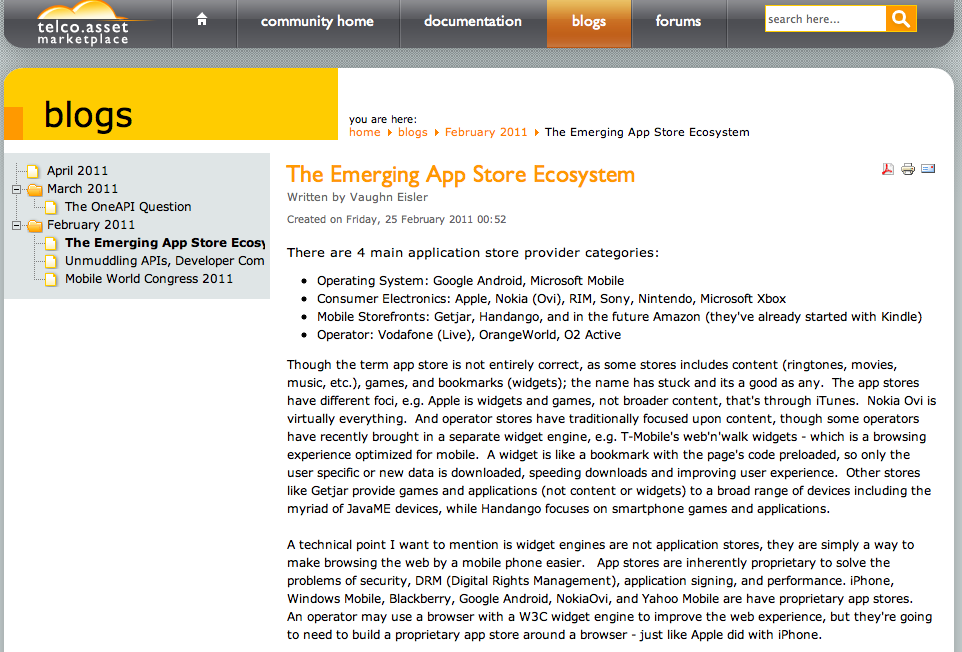 telco.asset
marketplace
community home
documentation
blogs
forums
search here...
blogs
you are here:
home blogs February 2011 The Emerging App Store Ecosystem
April 2011
March 2011
The OneAPI Question
February 2011
The Emerging App Store Ecosy
Unmuddling APIs, Developer Com
Mobile World Congress 2011
The Emerging App Store Ecosystem
Written by Vaughn Eisler
Created on Friday, 25 February 2011 00:52
There are 4 main application store provider categories:
Operating System: Google Android, Microsoft Mobile
Consumer Electronics: Apple, Nokia (Ovi), RIM, Sony, Nintendo, Microsoft Xbox
Mobile Storefronts: Getjar, Handango, and in the future Amazon (they've already started with Kindle)
Operator: Vodafone (Live), OrangeWorld, O2 Active
Though the term app store is not entirely correct, as some stores includes content (ringtones, movies,
music, etc.), games, and bookmarks (widgets); the name has stuck and its a good as any.  The app stores
have different foci, e.g. Apple is widgets and games, not broader content, that's through iTunes.  Nokia Ovi is
virtually everything.  And operator stores have traditionally focused upon content, though some operators
have recently brought in a separate widget engine, e.g. T-Mobile's web'n'walk widgets - which is a browsing
experience optimized for mobile.  A widget is like a bookmark with the page's code preloaded, so only the
user specific or new data is downloaded, speeding downloads and improving user experience.  Other stores
like Getjar provide games and applications (not content or widgets) to a broad range of devices including the
myriad of JavaME devices, while Handango focuses on smartphone games and applications.
A technical point I want to mention is widget engines are not application stores, they are simply a way to
make browsing the web by a mobile phone easier.   App stores are inherently proprietary to solve the
problems of security, DRM (Digital Rights Management), application signing, and performance. iPhone,
Windows Mobile, Blackberry, Google Android, NokiaOvi, and Yahoo Mobile are have proprietary app stores.
An operator may use a browser with a W3C widget engine to improve the web experience, but they're going
to need to build a proprietary app store around a browser - just like Apple did with iPhone.